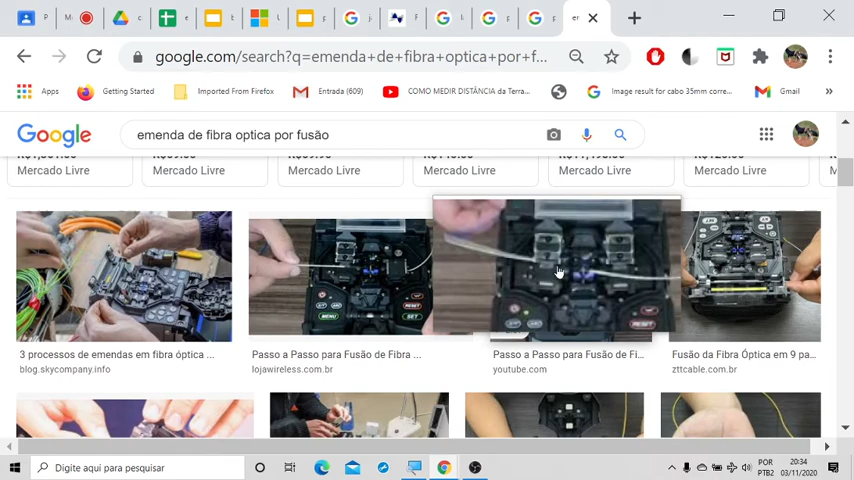 google.com/search?q=emenda+de+fibra+optica+por+f...
Apps Getting Started Imported From Firefox Entrada (609) COMO MEDIR DISTÂNCIA da Terra... Image result for cabo 35mm corre... Gmail »
Google emenda de fibra optica por fusão
Mercado Livre Mercado Livre Mercado Livre Mercado Livre Mercado Livre Mercado Livre
MENU RESET SET
RESET
3 processos de emendas em fibra óptica ... Passo a Passo para Fusão de Fibra ... Passo a Passo para Fusão de Fi... Fusão da Fibra Óptica em 9 pa...
blog.skycompany.info lojawireless.com.br youtube.com zttcable.com.br
Digite aqui para pesquisar
POR 20:34
PTB2 03/11/2020